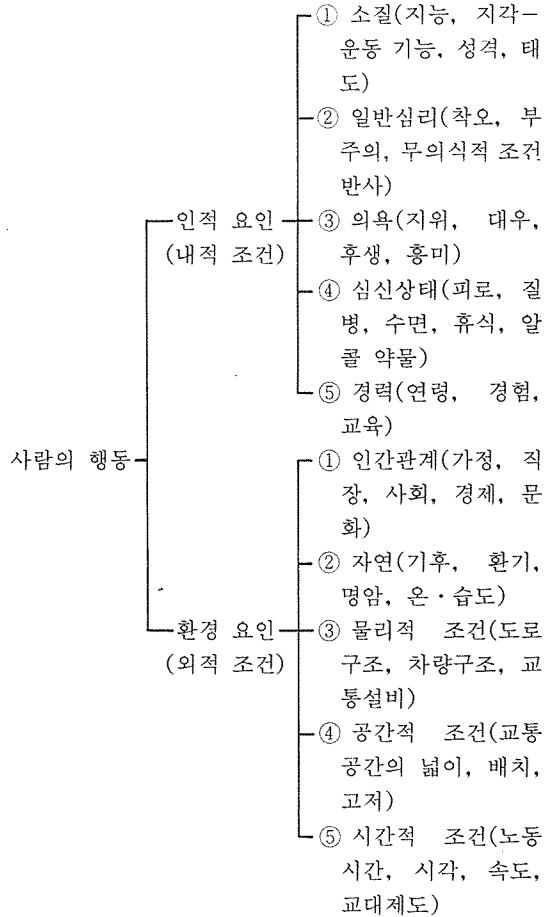 ① 소질(지능, 지각-
운동 기능, 성격, 태
도)
② 일반심리(착오, 부
주의, 무의식적 조건
반사)
인적 요인
(내적 조건)
③ 의욕(지위, 대우,
후생, 흥미)
④ 심신상태(피로, 질
병, 수면, 휴식, 알
콜 약물)
⑤ 경력(연령, 경험,
교육)
사람의 행동
① 인간관계(가정, 직
장, 사회, 경제, 문
화)
② 자연(기후, 환기,
명암, 온·습도)
환경 요인
(외적 조건)
③ 물리적 조건(도로
구조, 차량구조, 교
통설비)
④ 공간적 조건(교통
공간의 넓이, 배치,
고저)
⑤ 시간적 조건(노동
시간, 시각, 속도,
교대제도)